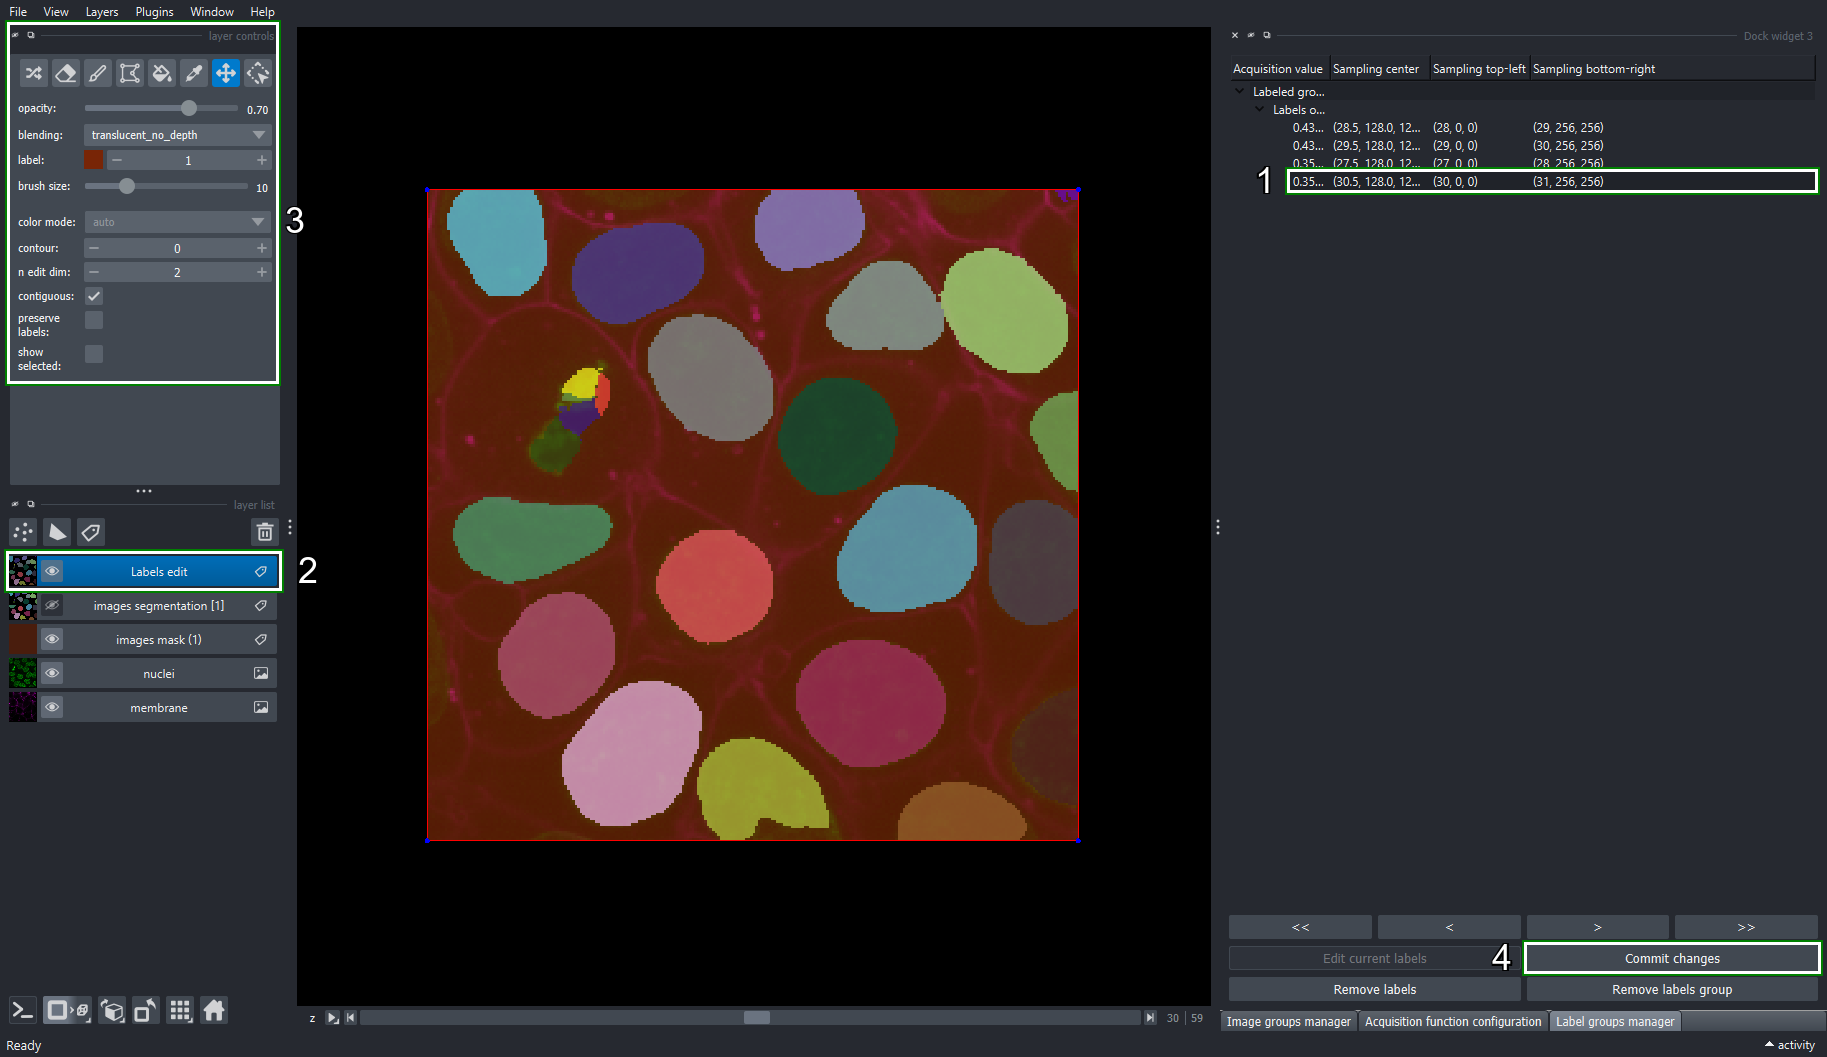 File View Layers Plugins Window Help
layer controls
opacity: 0.70
blending: translucent_no_depth
label: 1
brush size: 10
color mode: auto
contour: 0
n edit dim: 2
contiguous:
preserve
labels:
show
selected:
3
layer list
Labels edit
2
images segmentation [1]
images mask (1)
nuclei
membrane
z
30 | 59
Dock widget 3
Acquisition value Sampling center Sampling top-left Sampling bottom-right
Labeled gro...
Labels o...
0.43... (28.5, 128.0, 12... (28, 0, 0) (29, 256, 256)
0.43... (29.5, 128.0, 12... (29, 0, 0) (30, 256, 256)
0.35... (27.5, 128.0, 12... (27, 0, 0) (28, 256, 256)
1
0.35... (30.5, 128.0, 12... (30, 0, 0) (31, 256, 256)
<< < > >>
Edit current labels 4 Commit changes
Remove labels Remove labels group
Image groups manager Acquisition function configuration Label groups manager
Ready
activity